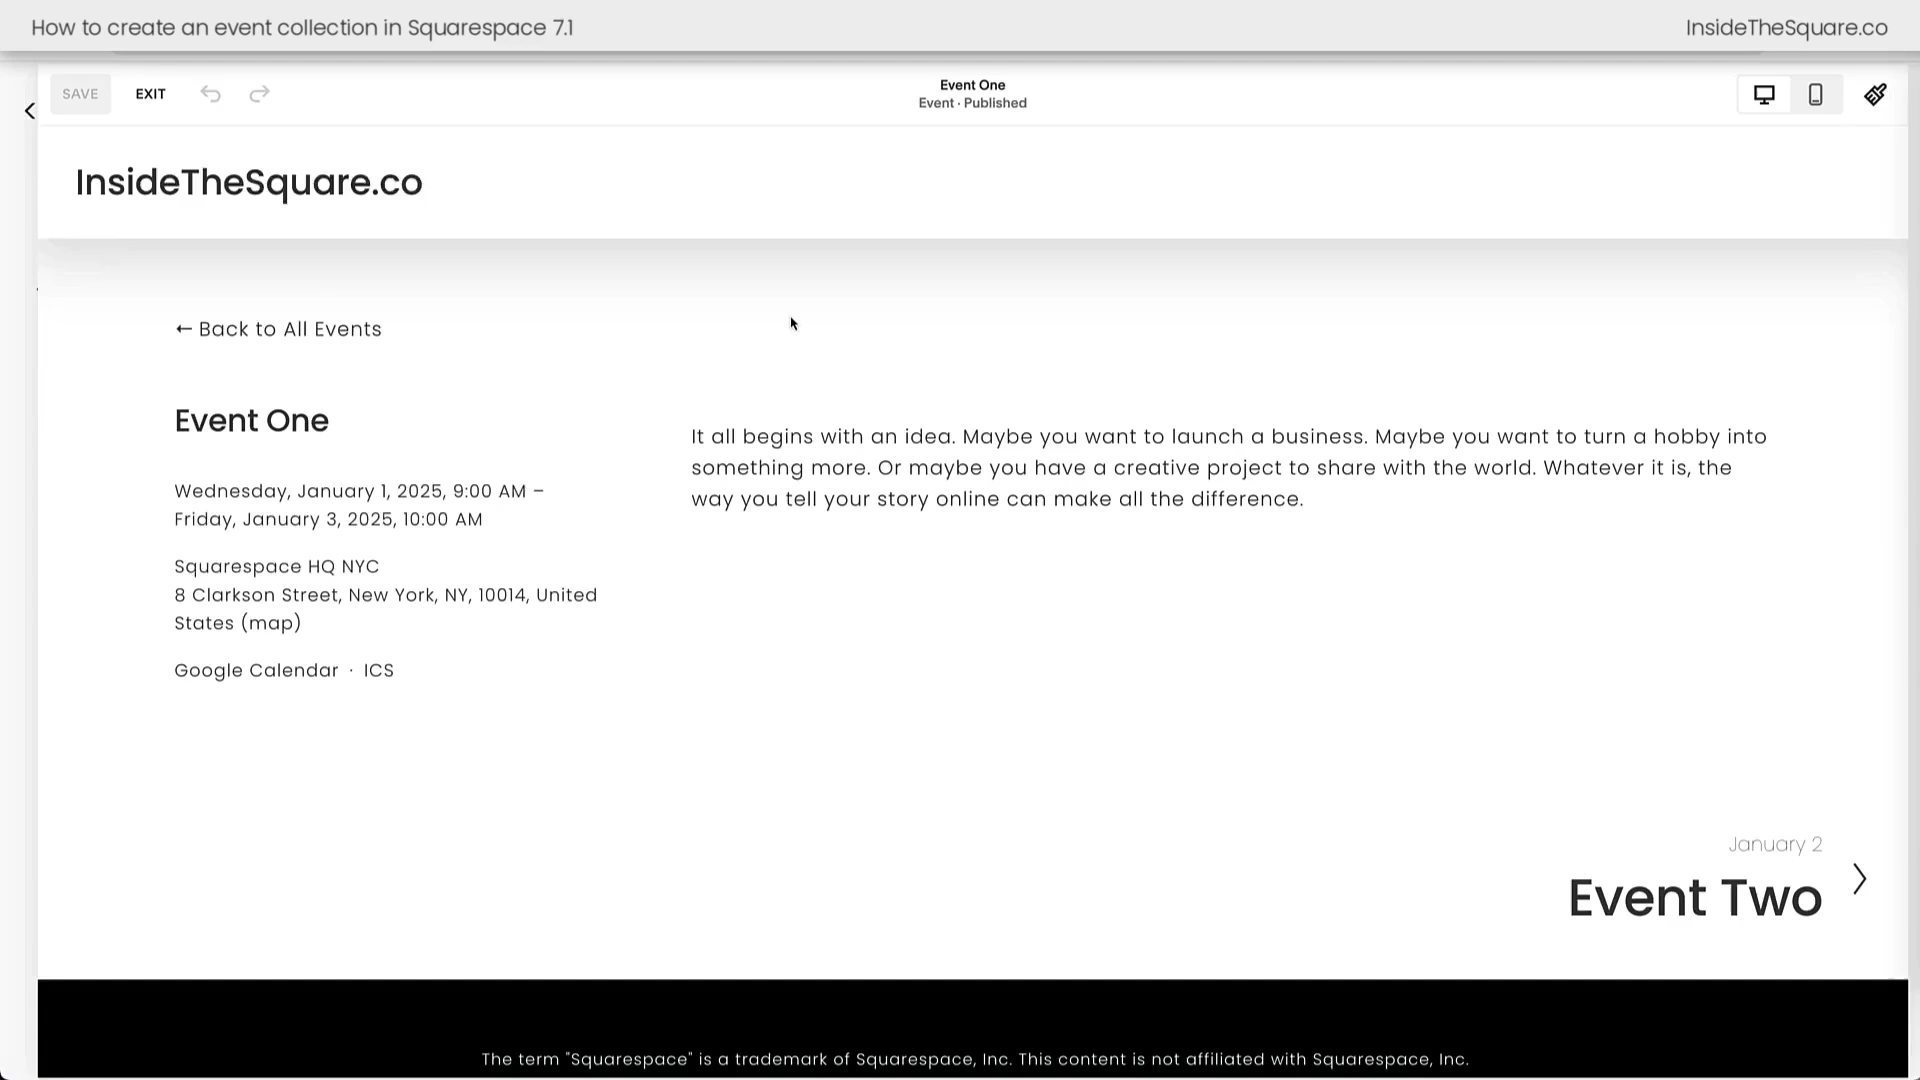 How to create an event collection in Squarespace 7.1
InsideTheSquare.co
SAVE
EXIT
Event One
Event · Published
InsideTheSquare.co
← Back to All Events
Event One
Wednesday, January 1, 2025, 9:00 AM –
Friday, January 3, 2025, 10:00 AM
Squarespace HQ NYC
8 Clarkson Street, New York, NY, 10014, United
States (map)
Google Calendar · ICS
It all begins with an idea. Maybe you want to launch a business. Maybe you want to turn a hobby into
something more. Or maybe you have a creative project to share with the world. Whatever it is, the
way you tell your story online can make all the difference.
January 2
Event Two
The term "Squarespace" is a trademark of Squarespace, Inc. This content is not affiliated with Squarespace, Inc.